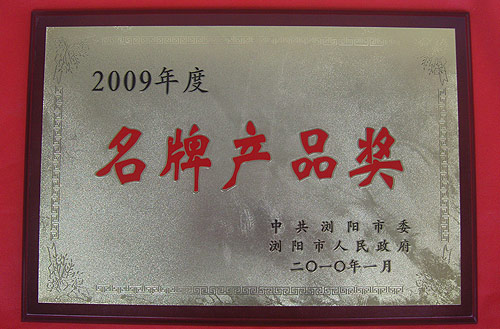 2009年度
名牌产品奖
中共浏阳市委
浏阳市人民政府
二〇一〇年一月